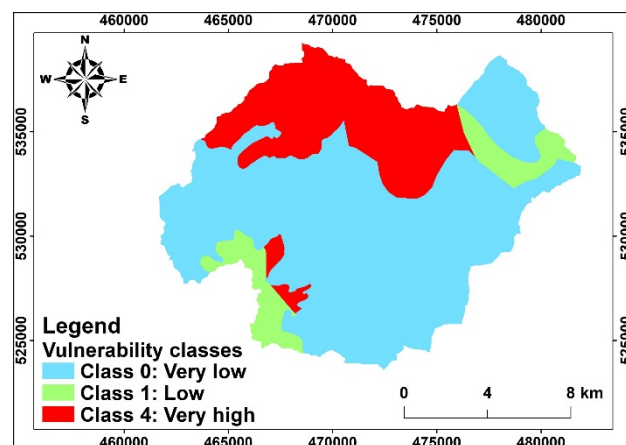 460000 465000 470000 475000 480000
N
W E
S
535000
535000
530000
530000
525000
525000
Legend
Vulnerability classes
Class 0: Very low
Class 1: Low
Class 4: Very high
0 4 8 km
460000 465000 470000 475000 480000